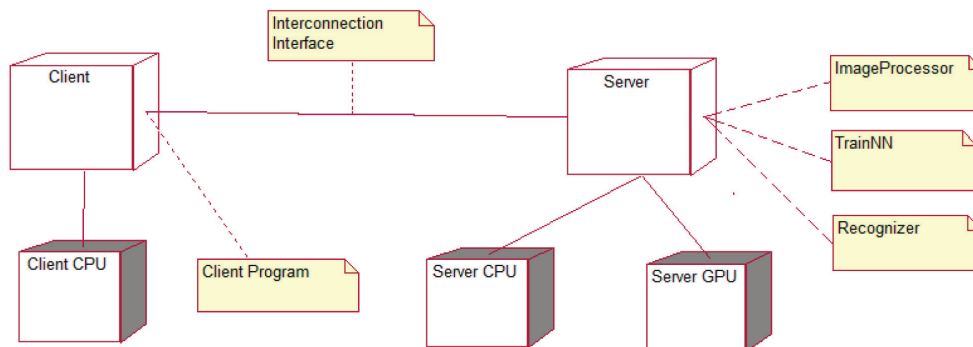 Interconnection
Interface
Client
Server
ImageProcessor
TrainNN
Recognizer
Client CPU
Client Program
Server CPU
Server GPU